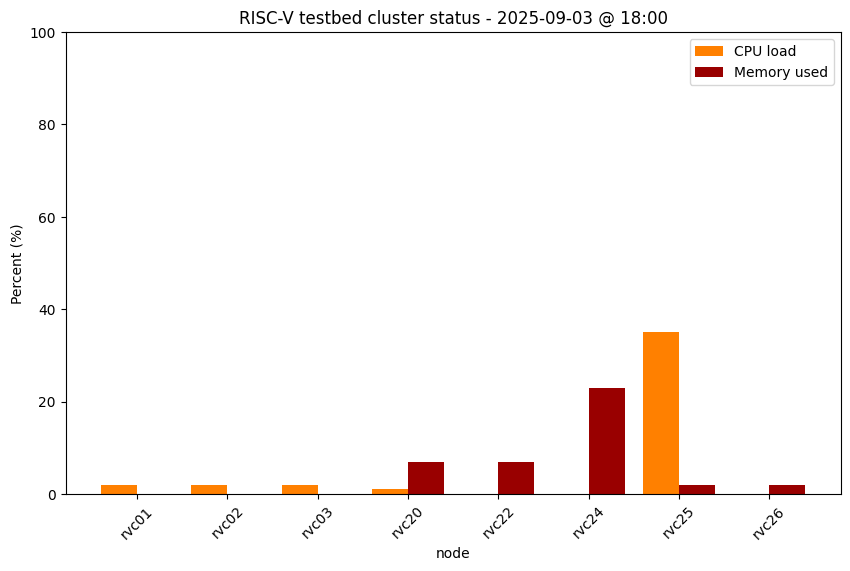 RISC-V testbed cluster status - 2025-09-03 @ 18:00
100
80
60
40
20
0
Percent (%)
CPU load
Memory used
rvc01
rvc02
rvc03
rvc20
rvc22
rvc24
rvc25
rvc26
node